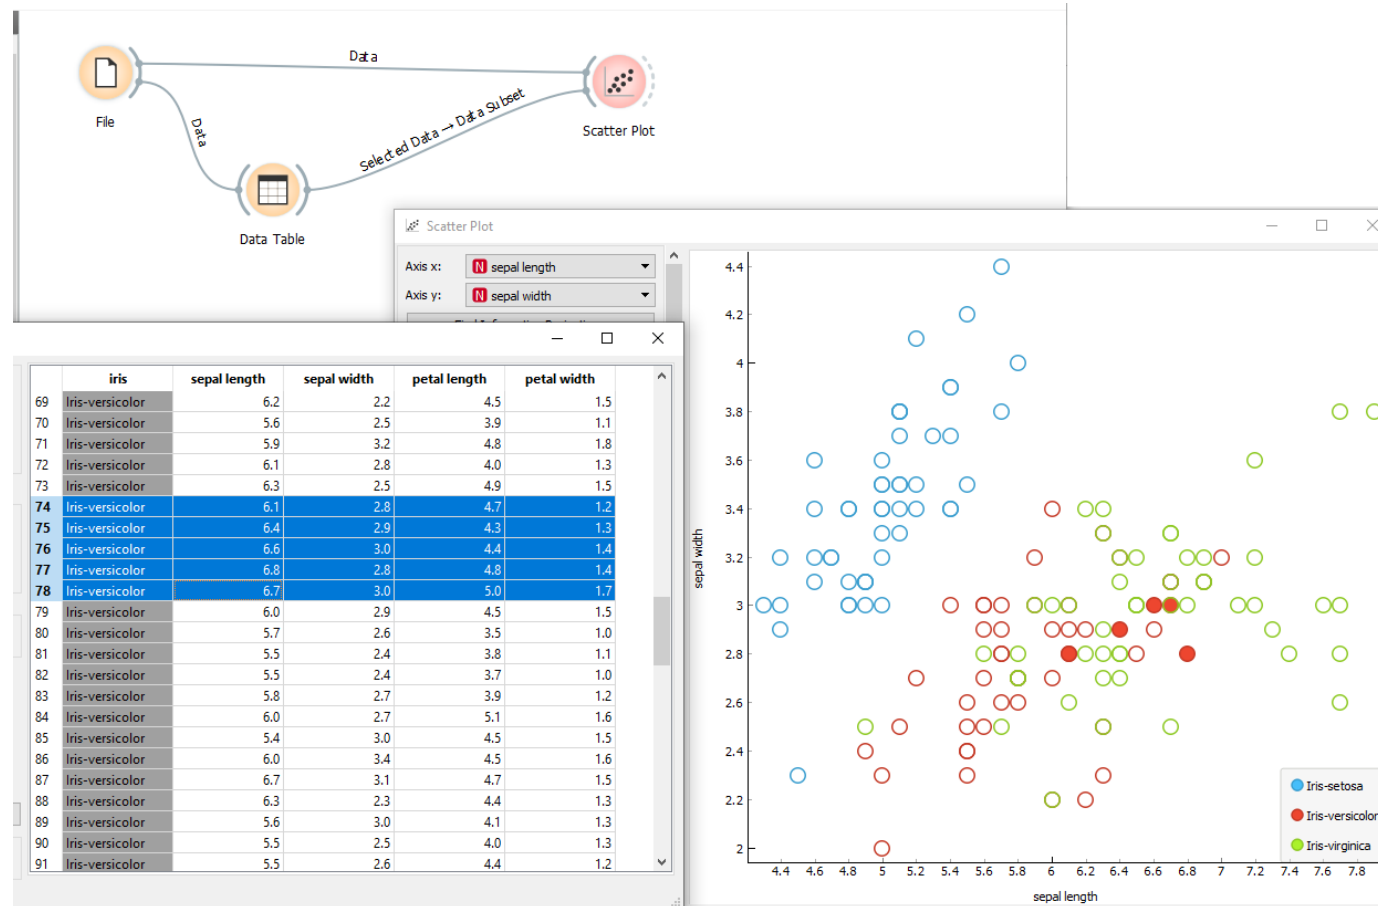 Data
File
Data
Selected Data → Data Subset
Scatter Plot
Data Table
Scatter Plot
Axis x: N sepal length
Axis y: N sepal width
iris sepal length sepal width petal length petal width
69 Iris-versicolor 6.2 2.2 4.5 1.5
70 Iris-versicolor 5.6 2.5 3.9 1.1
71 Iris-versicolor 5.9 3.2 4.8 1.8
72 Iris-versicolor 6.1 2.8 4.0 1.3
73 Iris-versicolor 6.3 2.5 4.9 1.5
74 Iris-versicolor 6.1 2.8 4.7 1.2
75 Iris-versicolor 6.4 2.9 4.3 1.3
76 Iris-versicolor 6.6 3.0 4.4 1.4
77 Iris-versicolor 6.8 2.8 4.8 1.4
78 Iris-versicolor 6.7 3.0 5.0 1.7
79 Iris-versicolor 6.0 2.9 4.5 1.5
80 Iris-versicolor 5.7 2.6 3.5 1.0
81 Iris-versicolor 5.5 2.4 3.8 1.1
82 Iris-versicolor 5.5 2.4 3.7 1.0
83 Iris-versicolor 5.8 2.7 3.9 1.2
84 Iris-versicolor 6.0 2.7 5.1 1.6
85 Iris-versicolor 5.4 3.0 4.5 1.5
86 Iris-versicolor 6.0 3.4 4.5 1.6
87 Iris-versicolor 6.7 3.1 4.7 1.5
88 Iris-versicolor 6.3 2.3 4.4 1.3
89 Iris-versicolor 5.6 3.0 4.1 1.3
90 Iris-versicolor 5.5 2.5 4.0 1.3
91 Iris-versicolor 5.5 2.6 4.4 1.2
4.4
4.2
4
3.8
3.6
3.4
3.2
3
2.8
2.6
2.4
2.2
2
sepal width
Iris-setosa
Iris-versicolor
Iris-virginica
4.4 4.6 4.8 5 5.2 5.4 5.6 5.8 6 6.2 6.4 6.6 6.8 7 7.2 7.4 7.6 7.8
sepal length